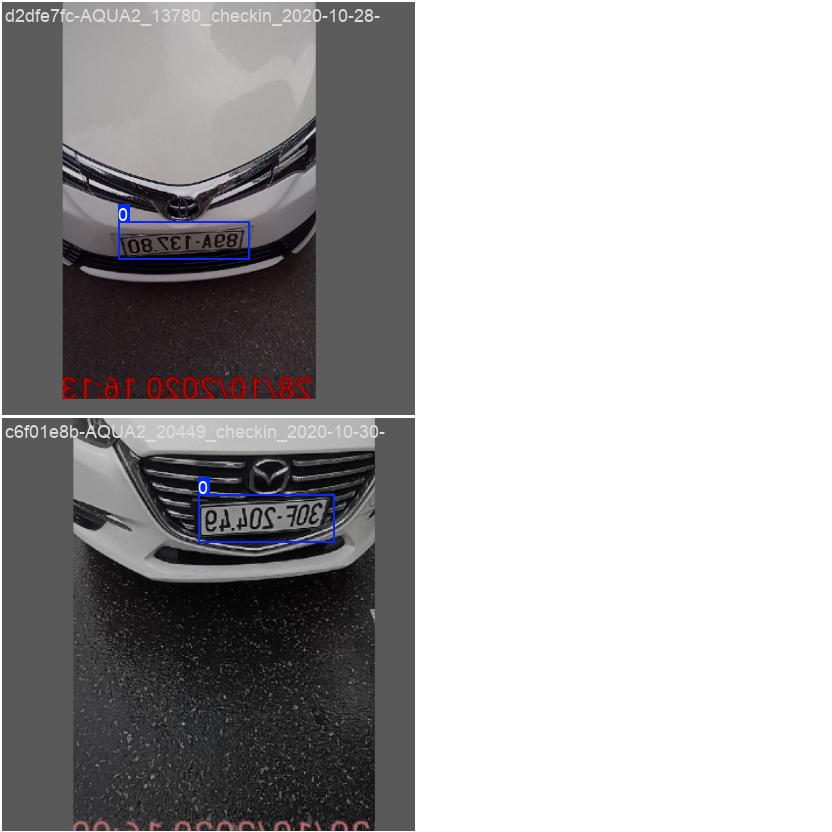 d2dfe7fc-AQUA2_13780_checkin_2020-10-28-
0
89A-137.80
28/10/2020 16:13
c6f01e8b-AQUA2_20449_checkin_2020-10-30-
0
30F-204.49